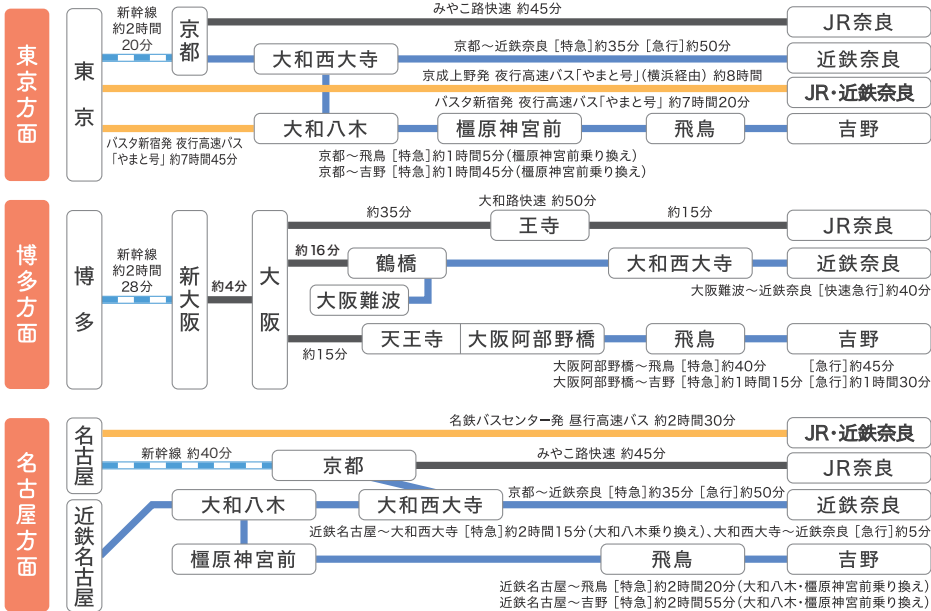 東京方面
東京
新幹線
約2時間
20分
京都
みやこ路快速 約45分
JR奈良
大和西大寺
京都～近鉄奈良［特急］約35分［急行］約50分
近鉄奈良
京成上野発 夜行高速バス「やまと号」（横浜経由）約8時間
JR・近鉄奈良
バスタ新宿発 夜行高速バス「やまと号」約7時間20分
バスタ新宿発 夜行高速バス
「やまと号」約7時間45分
大和八木
橿原神宮前
飛鳥
吉野
京都～飛鳥［特急］約1時間5分（橿原神宮前乗り換え）
京都～吉野［特急］約1時間45分（橿原神宮前乗り換え）
博多方面
博多
新幹線
約2時間
28分
新大阪
約4分
大阪
大和路快速 約50分
約35分
王寺
約15分
JR奈良
約16分
鶴橋
大和西大寺
近鉄奈良
大阪難波
大阪難波～近鉄奈良［快速急行］約40分
約15分
天王寺
大阪阿部野橋
飛鳥
吉野
大阪阿部野橋～飛鳥［特急］約40分 ［急行］約45分
大阪阿部野橋～吉野［特急］約1時間15分［急行］約1時間30分
名古屋方面
名古屋
名鉄バスセンター発 昼行高速バス 約2時間30分
JR・近鉄奈良
新幹線 約40分
京都
みやこ路快速 約45分
JR奈良
近鉄名古屋
大和八木
大和西大寺
京都～近鉄奈良［特急］約35分［急行］約50分
近鉄奈良
近鉄名古屋～大和西大寺［特急］約2時間15分（大和八木乗り換え）、大和西大寺～近鉄奈良［急行］約5分
橿原神宮前
飛鳥
吉野
近鉄名古屋～飛鳥［特急］約2時間20分（大和八木・橿原神宮前乗り換え）
近鉄名古屋～吉野［特急］約2時間55分（大和八木・橿原神宮前乗り換え）